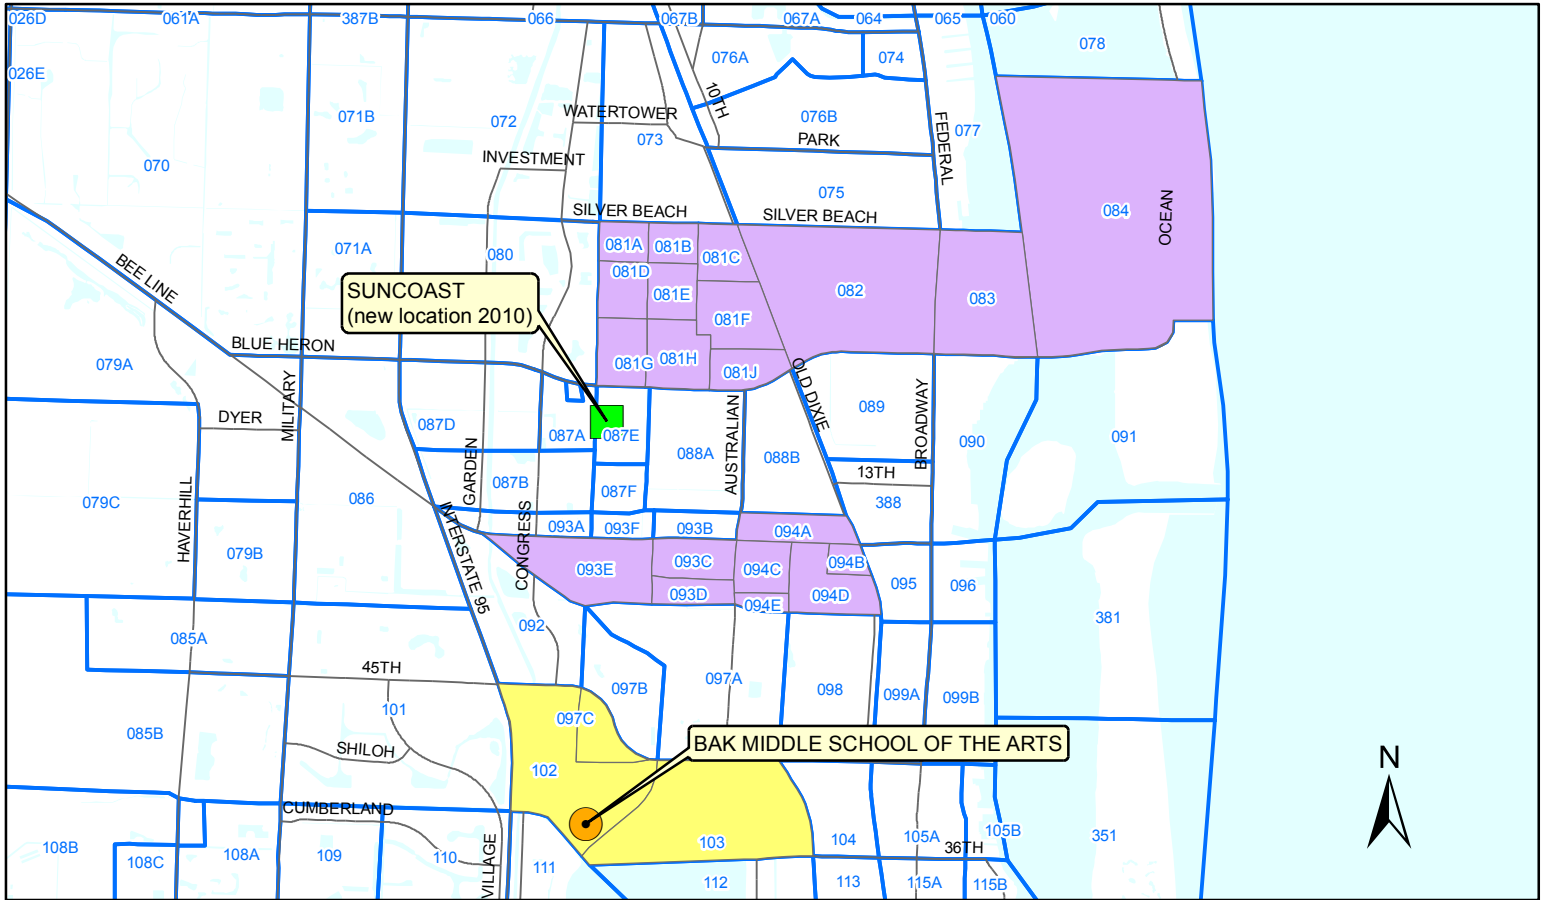 026D
061A
387B
066
067B
067A
064
065
060
026E
076A
074
078
071B
072
WATERTOWER
10TH
076B
FEDERAL
077
073
PARK
070
INVESTMENT
075
084
OCEAN
SILVER BEACH
SILVER BEACH
071A
080
081A
081B
081C
BEE LINE
081D
SUNCOAST
(new location 2010)
081E
082
083
081F
BLUE HERON
079A
081G
081H
081J
OLD DIXIE
MILITARY
DYER
087D
087A
087E
AUSTRALIAN
089
BROADWAY
090
091
088A
088B
GARDEN
13TH
079C
086
087B
087F
388
HAVERHILL
INTERSTATE 95
CONGRESS
093A
093F
093B
094A
079B
093E
093C
094C
094B
095
096
093D
094E
094D
381
085A
092
45TH
097B
097A
098
099A
099B
101
097C
085B
SHILOH
BAK MIDDLE SCHOOL OF THE ARTS
102
CUMBERLAND
103
104
105A
105B
351
N
36TH
108B
108C
108A
109
110
VILLAGE
111
112
113
115A
115B